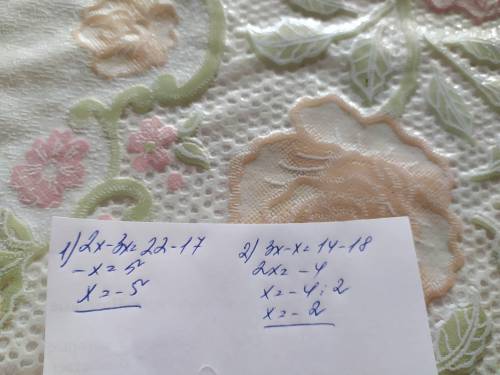 1) 2x-3x=22-17
-x=5
x=-5
2) 3x-x=14-18
2x=-4
x=-4:2
x=-2